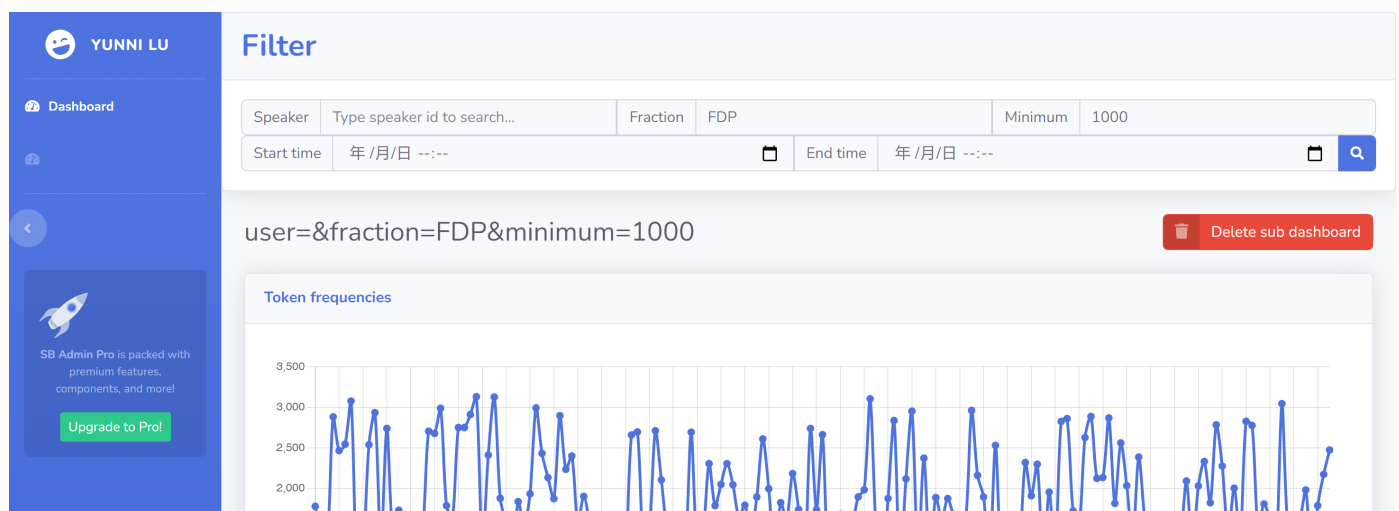 YUNNI LU
Filter
Dashboard
Speaker Type speaker id to search... Fraction FDP Minimum 1000
Start time 年 /月/日 --:-- End time 年 /月/日 --:--
user=&fraction=FDP&minimum=1000
Delete sub dashboard
Token frequencies
SB Admin Pro is packed with
premium features,
components, and more!
Upgrade to Pro!
3,500
3,000
2,500
2,000